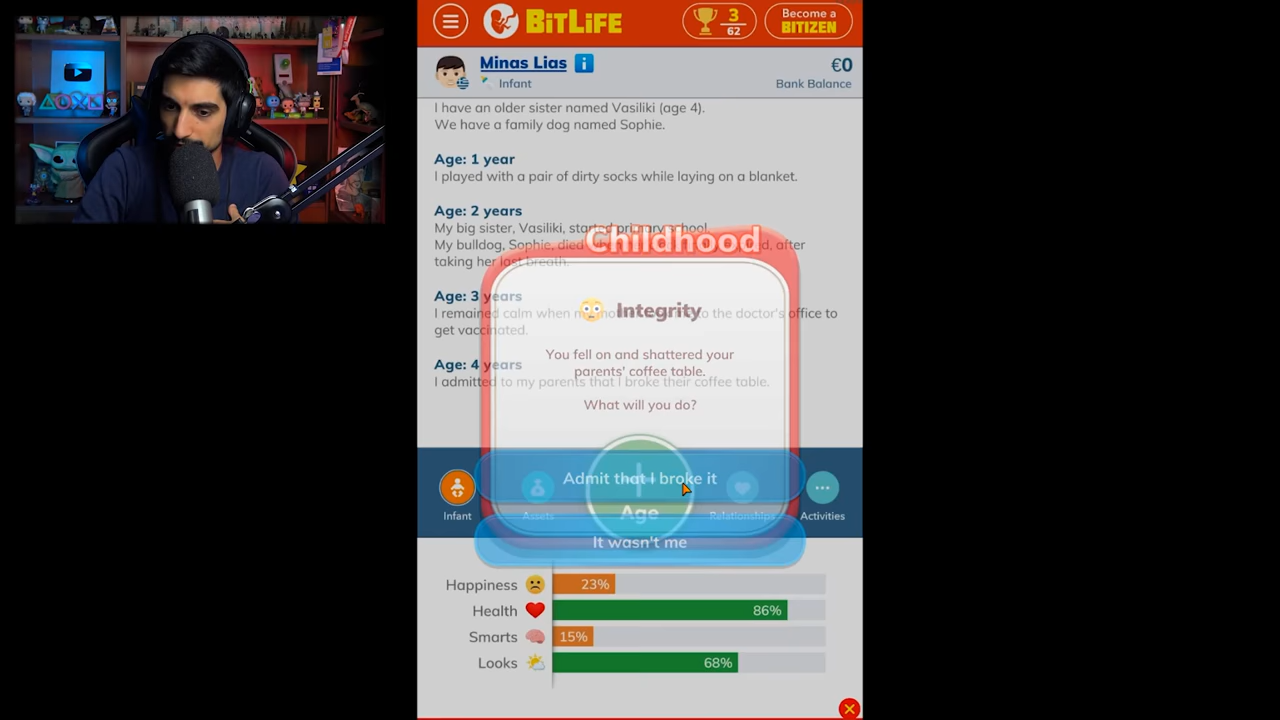 BitLife
3
62
Become a
BITIZEN
Minas Lias
Infant
€0
Bank Balance
I have an older sister named Vasiliki (age 4).
We have a family dog named Sophie.
Age: 1 year
I played with a pair of dirty socks while laying on a blanket.
Age: 2 years
My big sister, Vasiliki, started primary school.
My bulldog, Sophie, died after
taking her last breath.
Age: 3 years
I remained calm when my mother to the doctor's office to
get vaccinated.
Age: 4 years
I admitted to my parents that I broke their coffee table.
Childhood
Integrity
You fell on and shattered your
parents' coffee table.
What will you do?
Admit that I broke it
It wasn't me
Infant
Assets
Age
Relationships
Activities
Happiness
23%
Health
86%
Smarts
15%
Looks
68%